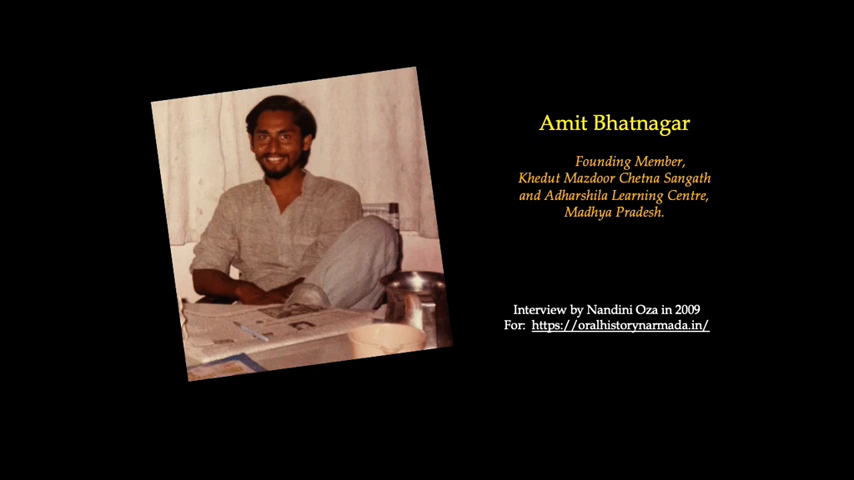 Amit Bhatnagar
Founding Member,
Khedut Mazdoor Chetna Sangath
and Adharshila Learning Centre,
Madhya Pradesh.
Interview by Nandini Oza in 2009
For: https://oralhistorynarmada.in/